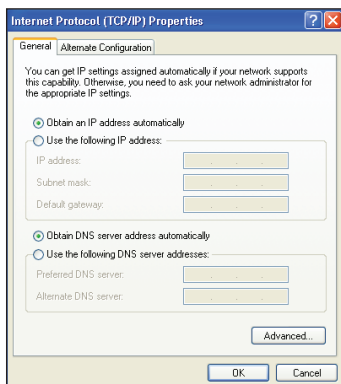 Internet Protocol (TCP/IP) Properties
General
Alternate Configuration
You can get IP settings assigned automatically if your network supports
this capability. Otherwise, you need to ask your network administrator for
the appropriate IP settings.
Obtain an IP address automatically
Use the following IP address:
IP address:
Subnet mask:
Default gateway:
Obtain DNS server address automatically
Use the following DNS server addresses:
Preferred DNS server:
Alternate DNS server:
Advanced...
OK
Cancel